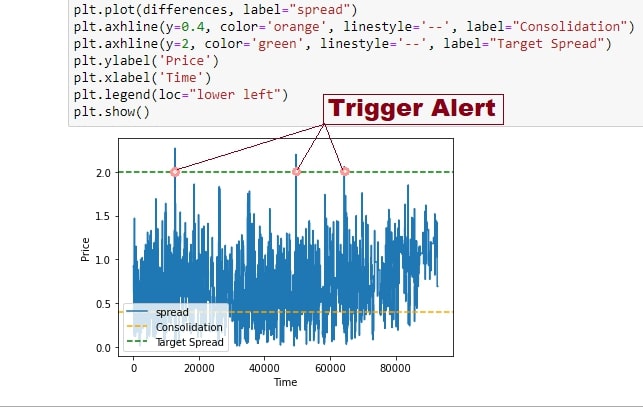 plt.plot(differences, label="spread")
plt.axhline(y=0.4, color='orange', linestyle='--', label="Consolidation")
plt.axhline(y=2, color='green', linestyle='--', label="Target Spread")
plt.ylabel('Price')
plt.xlabel('Time')
plt.legend(loc="lower left")
plt.show()
Trigger Alert
2.0
1.5
1.0
0.5
0.0
Price
spread
Consolidation
Target Spread
0 20000 40000 60000 80000
Time